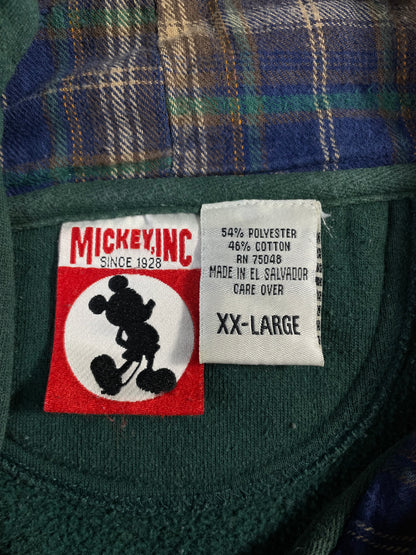 MICKEY, INC
SINCE 1928
54% POLYESTER
46% COTTON
RN 75048
MADE IN EL SALVADOR
CARE OVER
XX-LARGE